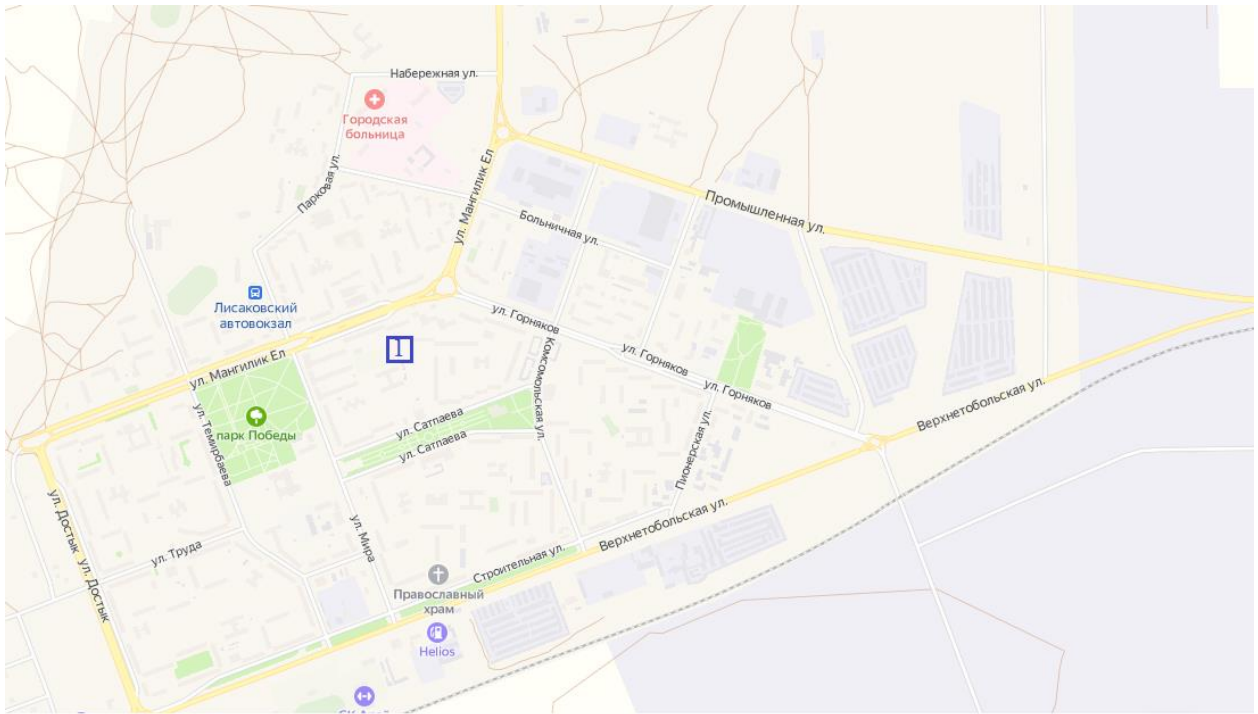 Набережная ул.
Городская
больница
Парковая ул.
ул. Мангилик Ел
Промышленная ул.
Больничная ул.
Лисаковский
автовокзал
ул. Горняков
1
Комсомольская ул.
ул. Горняков
ул. Мангилик Ел
ул. Горняков
Верхнетобольская ул.
ул. Темирбаева
парк Победы
ул. Сатпаева
ул. Сатпаева
Пионерская ул.
ул. Достык
ул. Мира
ул. Труда
Верхнетобольская ул.
Строительная ул.
ул. Достык
Православный
храм
Helios